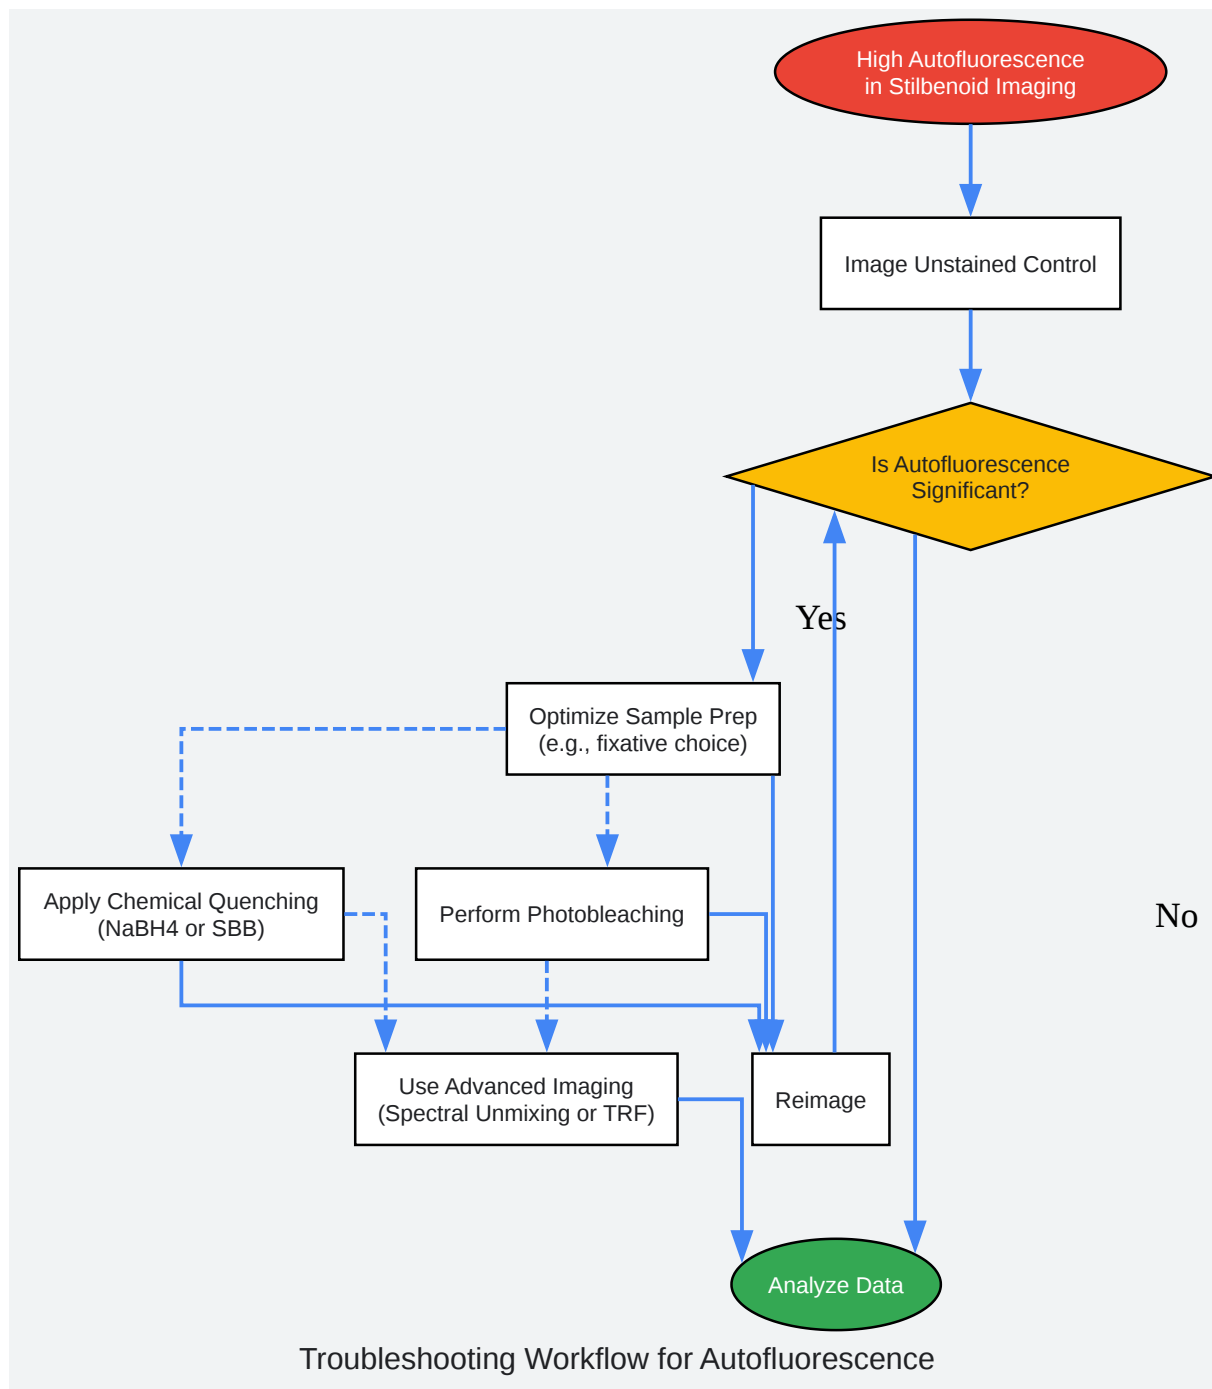 High Autofluorescence
in Stilbenoid Imaging
Image Unstained Control
Is Autofluorescence
Significant?
Yes
Optimize Sample Prep
(e.g., fixative choice)
Apply Chemical Quenching
(NaBH4 or SBB)
Perform Photobleaching
No
Use Advanced Imaging
(Spectral Unmixing or TRF)
Reimage
Analyze Data
Troubleshooting Workflow for Autofluorescence